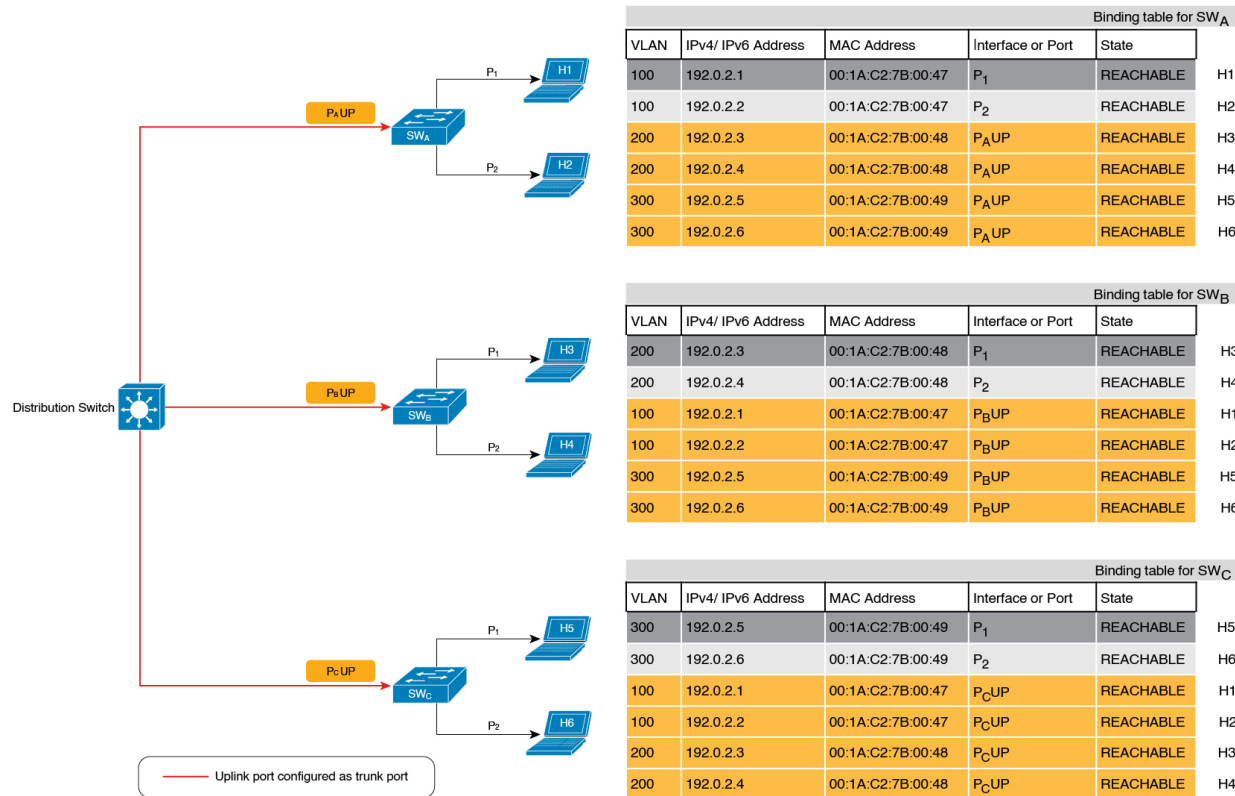 P1
H1
PA UP
SWA
P2
H2
P1
H3
Distribution Switch
PB UP
SWB
P2
H4
P1
H5
PC UP
SWC
P2
H6
Uplink port configured as trunk port
Binding table for SWA
VLAN IPv4/ IPv6 Address MAC Address Interface or Port State
100 192.0.2.1 00:1A:C2:7B:00:47 P1 REACHABLE H1
100 192.0.2.2 00:1A:C2:7B:00:47 P2 REACHABLE H2
200 192.0.2.3 00:1A:C2:7B:00:48 PAUP REACHABLE H3
200 192.0.2.4 00:1A:C2:7B:00:48 PAUP REACHABLE H4
300 192.0.2.5 00:1A:C2:7B:00:49 PAUP REACHABLE H5
300 192.0.2.6 00:1A:C2:7B:00:49 PAUP REACHABLE H6
Binding table for SWB
VLAN IPv4/ IPv6 Address MAC Address Interface or Port State
200 192.0.2.3 00:1A:C2:7B:00:48 P1 REACHABLE H3
200 192.0.2.4 00:1A:C2:7B:00:48 P2 REACHABLE H4
100 192.0.2.1 00:1A:C2:7B:00:47 PBUP REACHABLE H1
100 192.0.2.2 00:1A:C2:7B:00:47 PBUP REACHABLE H2
300 192.0.2.5 00:1A:C2:7B:00:49 PBUP REACHABLE H5
300 192.0.2.6 00:1A:C2:7B:00:49 PBUP REACHABLE H6
Binding table for SWC
VLAN IPv4/ IPv6 Address MAC Address Interface or Port State
300 192.0.2.5 00:1A:C2:7B:00:49 P1 REACHABLE H5
300 192.0.2.6 00:1A:C2:7B:00:49 P2 REACHABLE H6
100 192.0.2.1 00:1A:C2:7B:00:47 PCUP REACHABLE H1
100 192.0.2.2 00:1A:C2:7B:00:47 PCUP REACHABLE H2
200 192.0.2.3 00:1A:C2:7B:00:48 PCUP REACHABLE H3
200 192.0.2.4 00:1A:C2:7B:00:48 PCUP REACHABLE H4